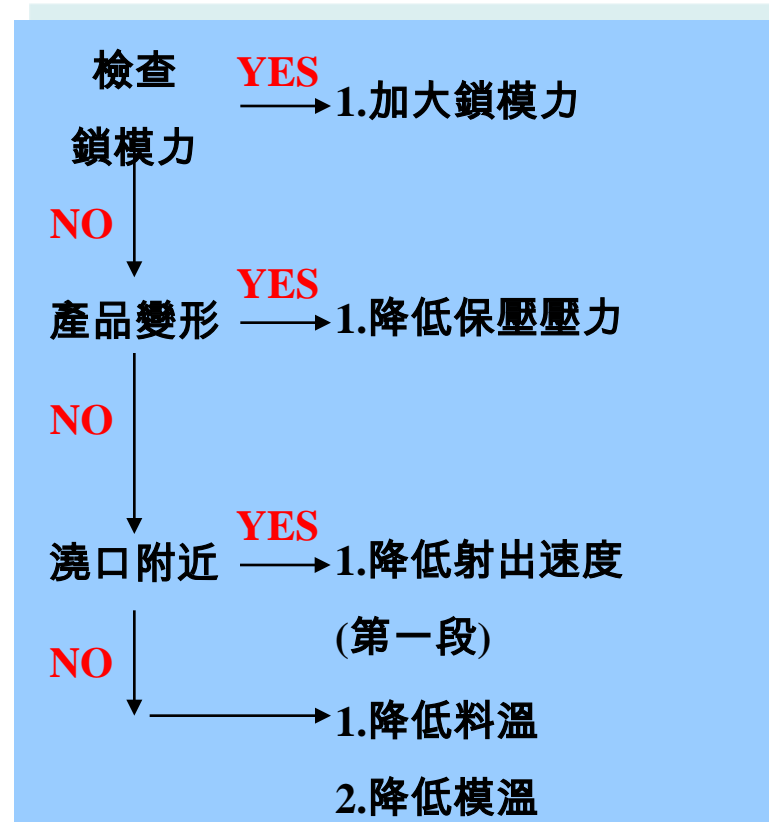 檢查
YES
1.加大鎖模力
鎖模力
NO
YES
產品變形
1.降低保壓壓力
NO
YES
澆口附近
1.降低射出速度
(第一段)
NO
1.降低料溫
2.降低模溫